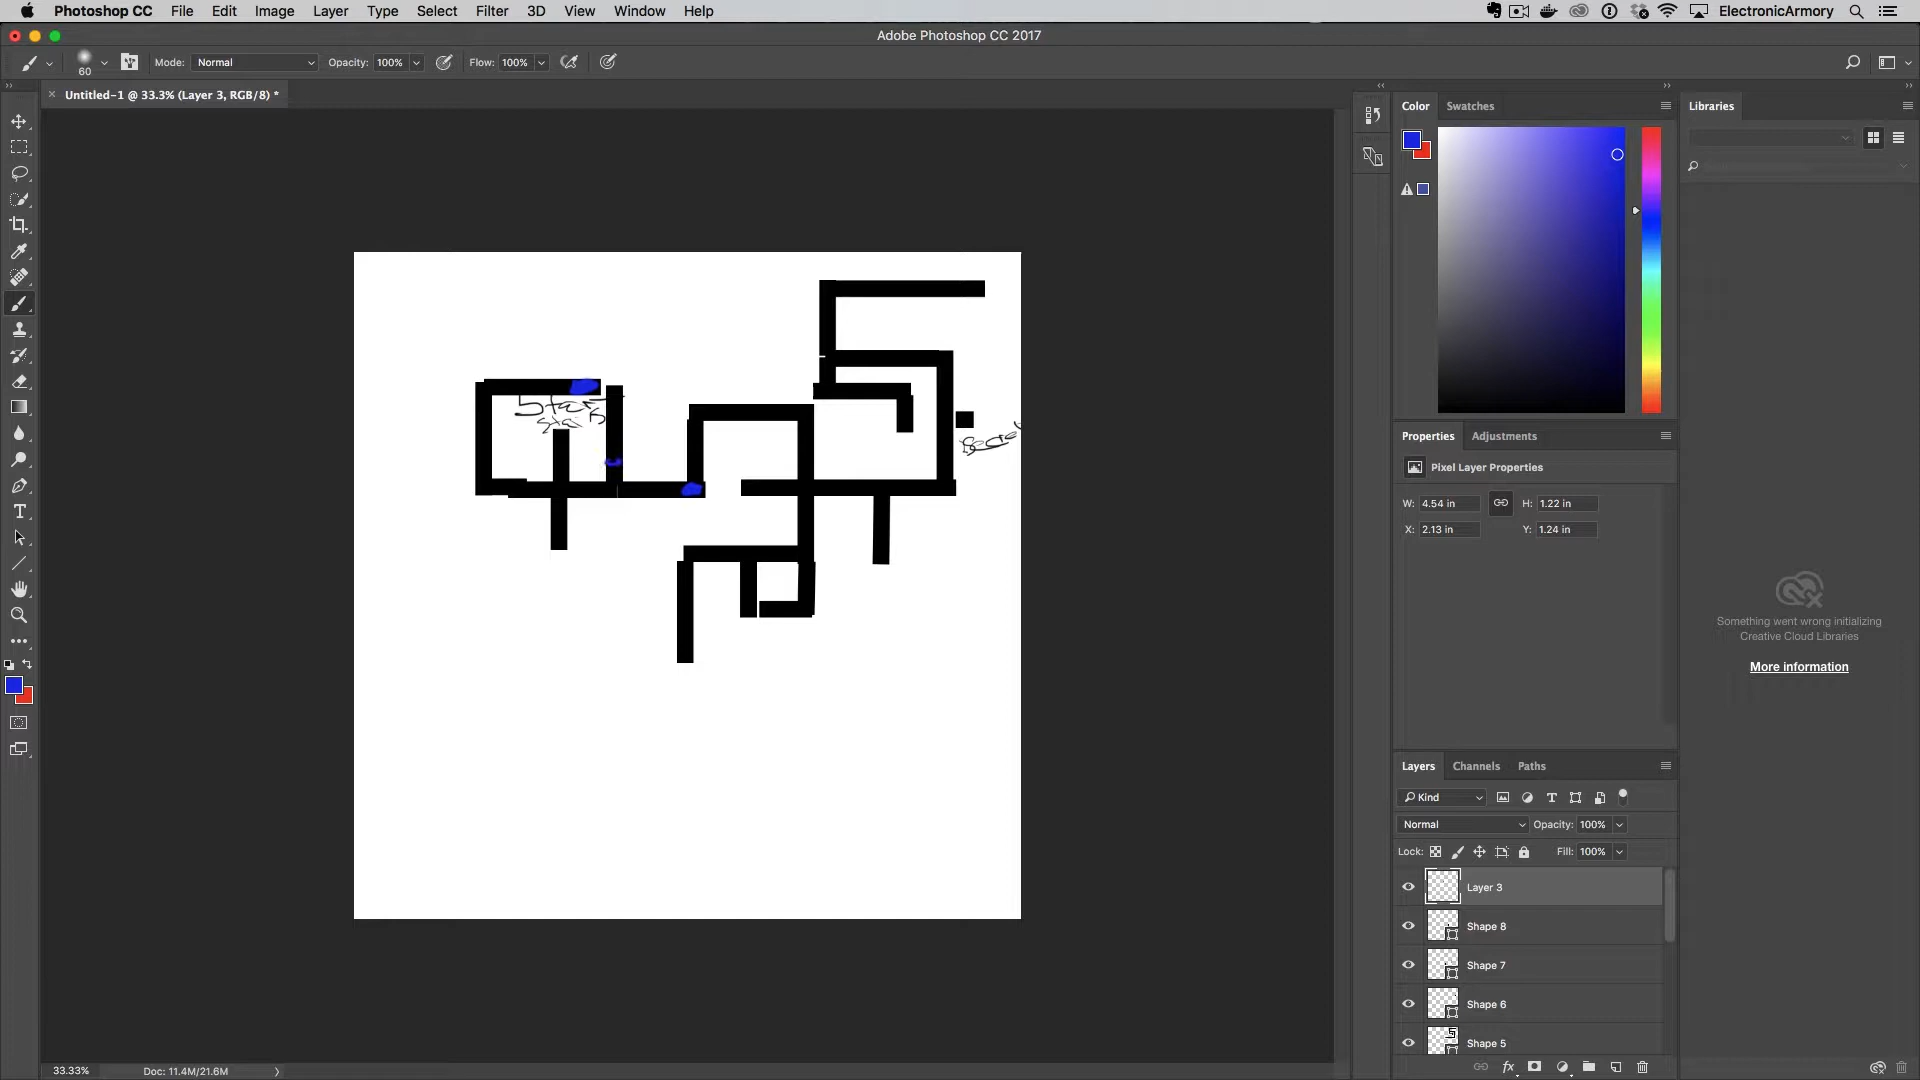 Photoshop CC File Edit Image Layer Type Select Filter 3D View Window Help ElectronicArmory
Adobe Photoshop CC 2017
60 Mode: Normal Opacity: 100% Flow: 100%
Untitled-1 @ 33.3% (Layer 3, RGB/8) *
Color Swatches
Libraries
Start
Stairs
Properties Adjustments
Pixel Layer Properties
W: 4.54 in H: 1.22 in
X: 2.13 in Y: 1.24 in
Something went wrong initializing
Creative Cloud Libraries
More information
Layers Channels Paths
Kind
Normal Opacity: 100%
Lock: Fill: 100%
Layer 3
Shape 8
Shape 7
Shape 6
Shape 5
33.33% Doc: 11.4M/21.6M